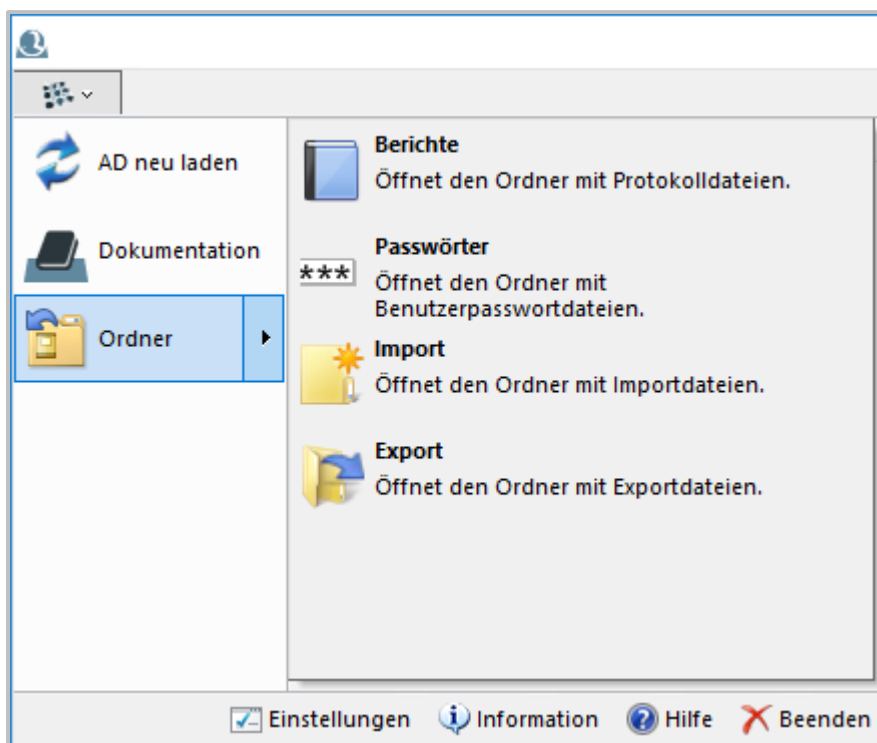 AD neu laden
Dokumentation
Ordner
Berichte
Öffnet den Ordner mit Protokolldateien.
***
Passwörter
Öffnet den Ordner mit
Benutzerpasswortdateien.
Import
Öffnet den Ordner mit Importdateien.
Export
Öffnet den Ordner mit Exportdateien.
Einstellungen Information Hilfe Beenden